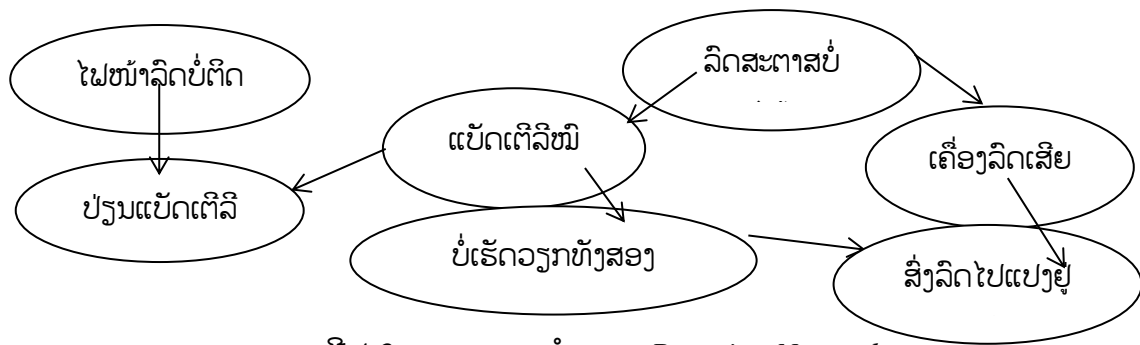 ໄຟໜ້າລົດບໍ່ຕິດ
ລົດສະຕາສບໍ່
ແບັດເຕີລີໝົ
ເຄື່ອງລົດເສີຍ
ປ່ຽນແບັດເຕີລີ
ບໍ່ເຮັດວຽກທັງສອງ
ສົ່ງລົດໄປແປງຢູ່